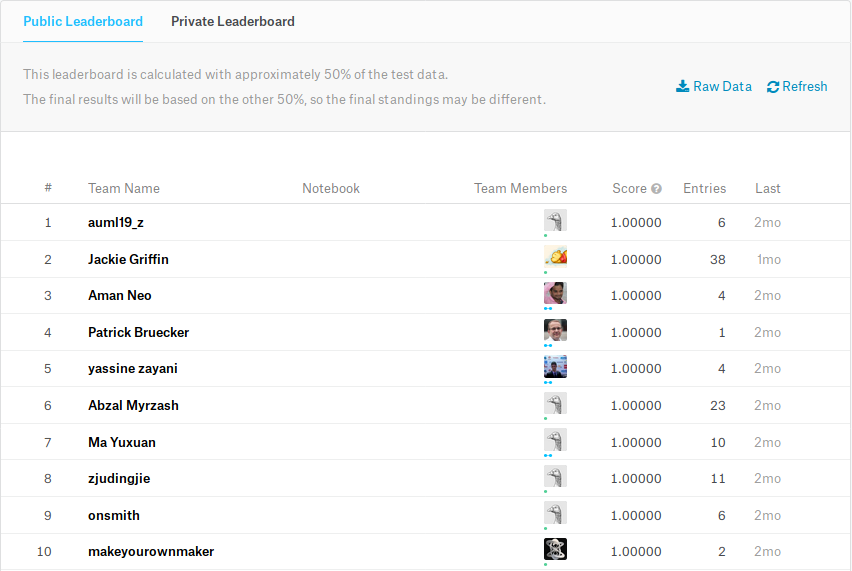 Public Leaderboard Private Leaderboard
This leaderboard is calculated with approximately 50% of the test data.
The final results will be based on the other 50%, so the final standings may be different.
Raw Data Refresh
# Team Name Notebook Team Members Score ? Entries Last
1 auml19_z 1.00000 6 2mo
2 Jackie Griffin 1.00000 38 1mo
3 Aman Neo 1.00000 4 2mo
4 Patrick Bruecker 1.00000 1 2mo
5 yassine zayani 1.00000 4 2mo
6 Abzal Myrzash 1.00000 23 2mo
7 Ma Yuxuan 1.00000 10 2mo
8 zjudingjie 1.00000 11 2mo
9 onsmith 1.00000 6 2mo
10 makeyourownmaker 1.00000 2 2mo